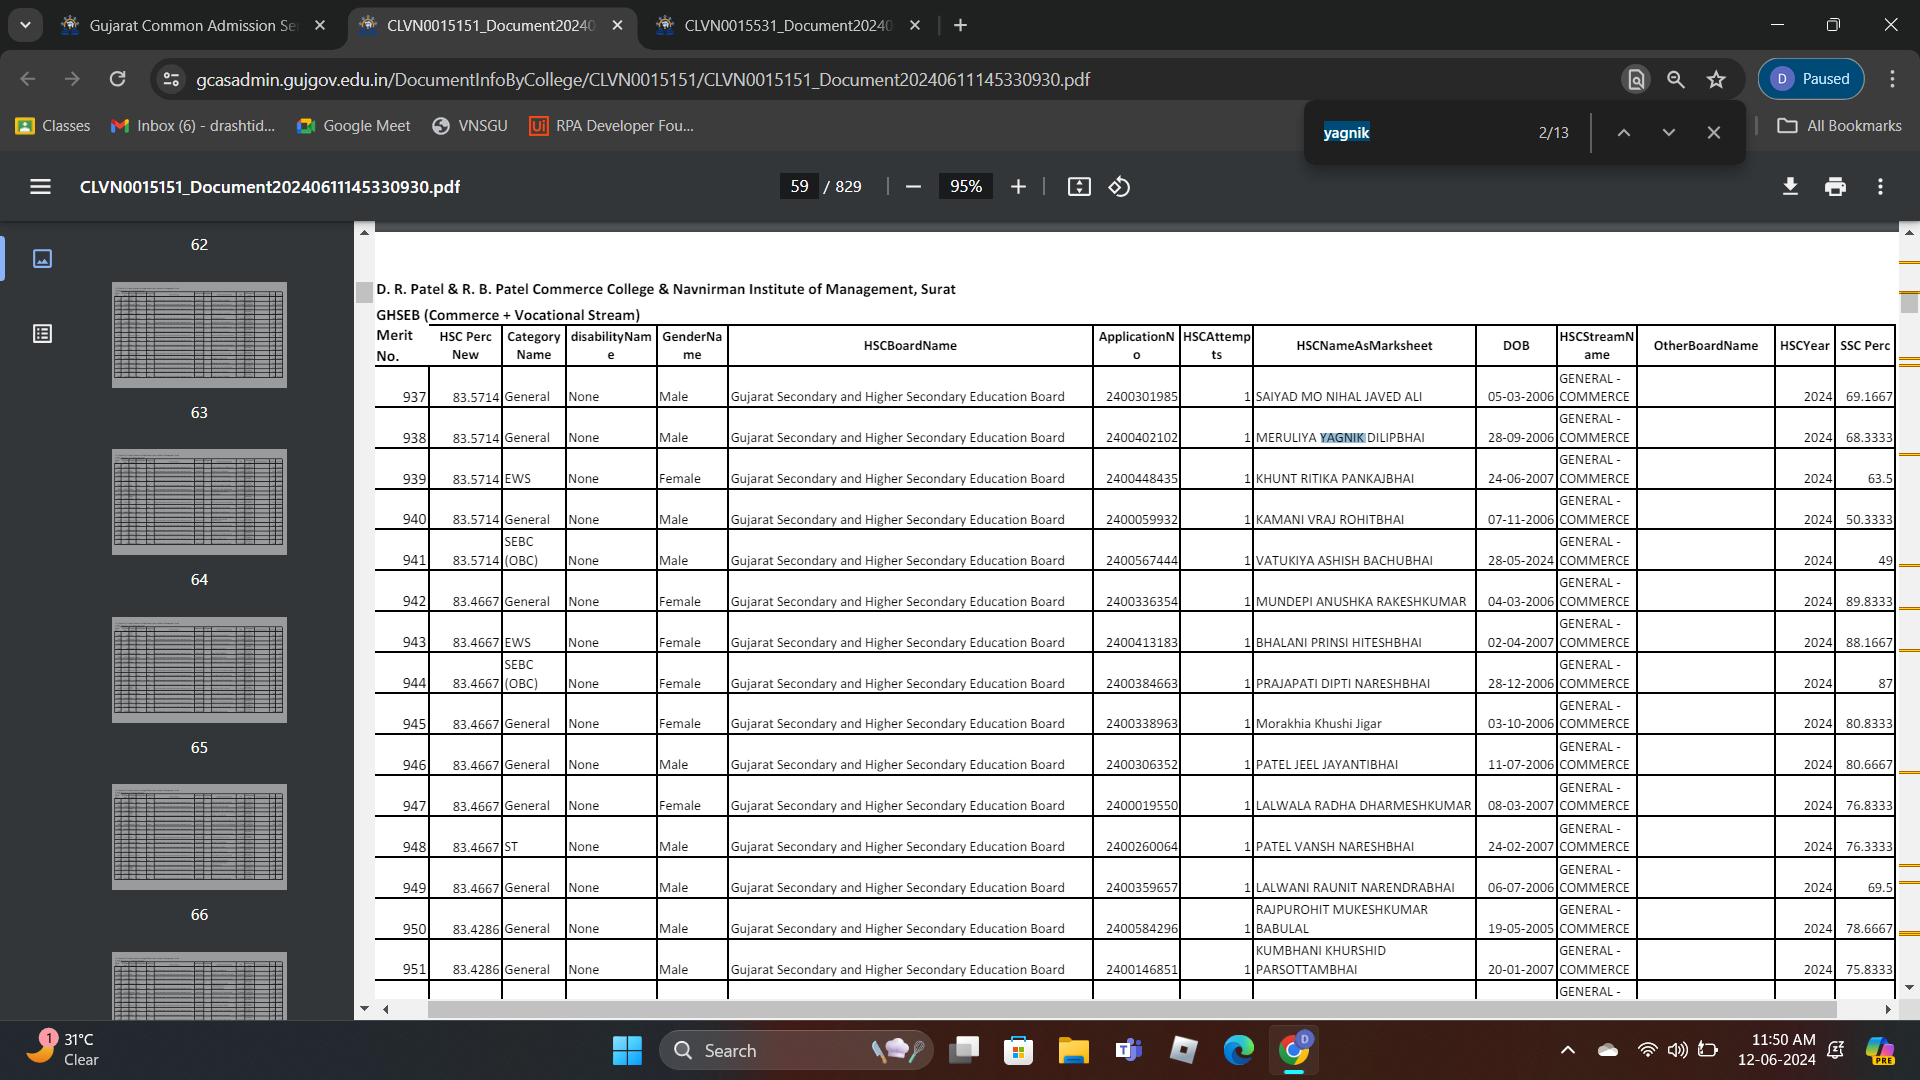 Gujarat Common Admission Se
CLVN0015151_Document20240
CLVN0015531_Document20240
gcasadmin.gujgov.edu.in/DocumentInfoByCollege/CLVN0015151/CLVN0015151_Document20240611145330930.pdf
D Paused
Classes Inbox (6) - drashtid... Google Meet VNSGU Ui RPA Developer Fou... All Bookmarks
yagnik 2/13
CLVN0015151_Document20240611145330930.pdf 59 / 829 95%
62
63
64
65
66
D. R. Patel & R. B. Patel Commerce College & Navnirman Institute of Management, Surat
GHSEB (Commerce + Vocational Stream)
Merit No. HSC Perc New Category Name disabilityName GenderName HSCBoardName ApplicationNo HSCAttempts HSCNameAsMarksheet DOB HSCStreamName OtherBoardName HSCYear SSC Perc
937 83.5714 General None Male Gujarat Secondary and Higher Secondary Education Board 2400301985 1 SAIYAD MO NIHAL JAVED ALI 05-03-2006 GENERAL - COMMERCE 2024 69.1667
938 83.5714 General None Male Gujarat Secondary and Higher Secondary Education Board 2400402102 1 MERULIYA YAGNIK DILIPBHAI 28-09-2006 GENERAL - COMMERCE 2024 68.3333
939 83.5714 EWS None Female Gujarat Secondary and Higher Secondary Education Board 2400448435 1 KHUNT RITIKA PANKAJBHAI 24-06-2007 GENERAL - COMMERCE 2024 63.5
940 83.5714 General None Male Gujarat Secondary and Higher Secondary Education Board 2400059932 1 KAMANI VRAJ ROHITBHAI 07-11-2006 GENERAL - COMMERCE 2024 50.3333
941 83.5714 SEBC (OBC) None Male Gujarat Secondary and Higher Secondary Education Board 2400567444 1 VATUKIYA ASHISH BACHUBHAI 28-05-2024 GENERAL - COMMERCE 2024 49
942 83.4667 General None Female Gujarat Secondary and Higher Secondary Education Board 2400336354 1 MUNDEPI ANUSHKA RAKESHKUMAR 04-03-2006 GENERAL - COMMERCE 2024 89.8333
943 83.4667 EWS None Female Gujarat Secondary and Higher Secondary Education Board 2400413183 1 BHALANI PRINSI HITESHBHAI 02-04-2007 GENERAL - COMMERCE 2024 88.1667
944 83.4667 SEBC (OBC) None Female Gujarat Secondary and Higher Secondary Education Board 2400384663 1 PRAJAPATI DIPTI NARESHBHAI 28-12-2006 GENERAL - COMMERCE 2024 87
945 83.4667 General None Female Gujarat Secondary and Higher Secondary Education Board 2400338963 1 Morakhia Khushi Jigar 03-10-2006 GENERAL - COMMERCE 2024 80.8333
946 83.4667 General None Male Gujarat Secondary and Higher Secondary Education Board 2400306352 1 PATEL JEEL JAYANTIBHAI 11-07-2006 GENERAL - COMMERCE 2024 80.6667
947 83.4667 General None Female Gujarat Secondary and Higher Secondary Education Board 2400019550 1 LALWALA RADHA DHARMESHKUMAR 08-03-2007 GENERAL - COMMERCE 2024 76.8333
948 83.4667 ST None Male Gujarat Secondary and Higher Secondary Education Board 2400260064 1 PATEL VANSH NARESHBHAI 24-02-2007 GENERAL - COMMERCE 2024 76.3333
949 83.4667 General None Male Gujarat Secondary and Higher Secondary Education Board 2400359657 1 LALWANI RAUNIT NARENDRABHAI 06-07-2006 GENERAL - COMMERCE 2024 69.5
950 83.4286 General None Male Gujarat Secondary and Higher Secondary Education Board 2400584296 1 RAJPUROHIT MUKESHKUMAR BABULAL 19-05-2005 GENERAL - COMMERCE 2024 78.6667
951 83.4286 General None Male Gujarat Secondary and Higher Secondary Education Board 2400146851 1 KUMBHANI KHURSHID PARSOTTAMBHAI 20-01-2007 GENERAL - COMMERCE 2024 75.8333
GENERAL -
1 31°C
Clear
Search
D
11:50 AM
12-06-2024
PRE